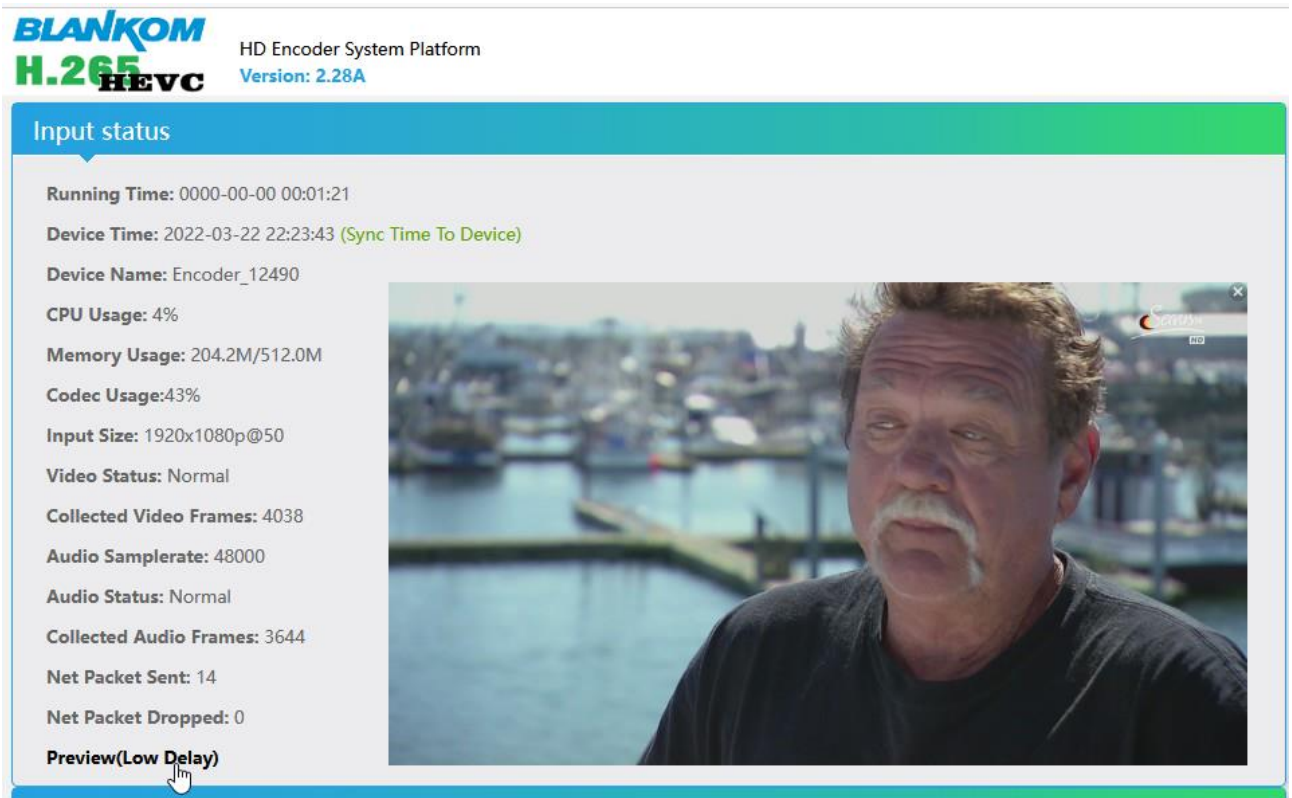 BLANKOM
H.265
HEVC
HD Encoder System Platform
Version: 2.28A
Input status
Running Time: 0000-00-00 00:01:21
Device Time: 2022-03-22 22:23:43 (Sync Time To Device)
Device Name: Encoder_12490
CPU Usage: 4%
Memory Usage: 204.2M/512.0M
Codec Usage:43%
Input Size: 1920x1080p@50
Video Status: Normal
Collected Video Frames: 4038
Audio Samplerate: 48000
Audio Status: Normal
Collected Audio Frames: 3644
Net Packet Sent: 14
Net Packet Dropped: 0
Preview(Low Delay)
HD